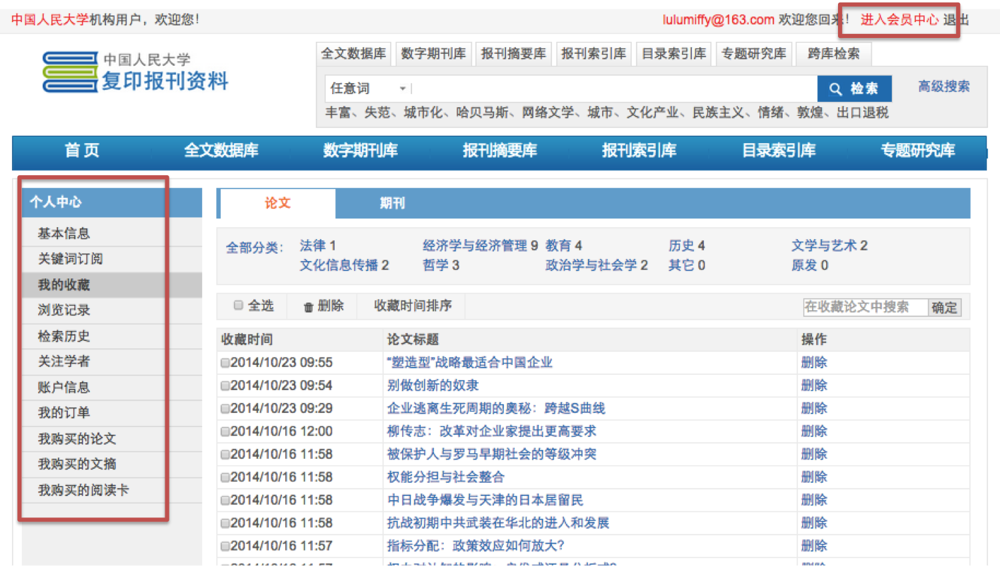 中国人民大学机构用户，欢迎您！
lulumiffy@163.com 欢迎您回来！ 进入会员中心 退出
中国人民大学
复印报刊资料
全文数据库 数字期刊库 报刊摘要库 报刊索引库 目录索引库 专题研究库 跨库检索
任意词 检索 高级搜索
丰富、失范、城市化、哈贝马斯、网络文学、城市、文化产业、民族主义、情绪、敦煌、出口退税
首 页 全文数据库 数字期刊库 报刊摘要库 报刊索引库 目录索引库 专题研究库
个人中心
基本信息
关键词订阅
我的收藏
浏览记录
检索历史
关注学者
账户信息
我的订单
我购买的论文
我购买的文摘
我购买的阅读卡
论文 期刊
全部分类： 法律 1 经济学与经济管理 9 教育 4 历史 4 文学与艺术 2
文化信息传播 2 哲学 3 政治学与社会学 2 其它 0 原发 0
全选 删除 收藏时间排序 在收藏论文中搜索 确定
收藏时间 论文标题 操作
2014/10/23 09:55 “塑造型”战略最适合中国企业 删除
2014/10/23 09:54 别做创新的奴隶 删除
2014/10/23 09:29 企业逃离生死周期的奥秘：跨越S曲线 删除
2014/10/16 12:00 柳传志：改革对企业家提出更高要求 删除
2014/10/16 11:58 被保护人与罗马早期社会的等级冲突 删除
2014/10/16 11:58 权能分担与社会整合 删除
2014/10/16 11:58 中日战争爆发与天津的日本居留民 删除
2014/10/16 11:58 抗战初期中共武装在华北的进入和发展 删除
2014/10/16 11:57 指标分配：政策效应如何放大？ 删除